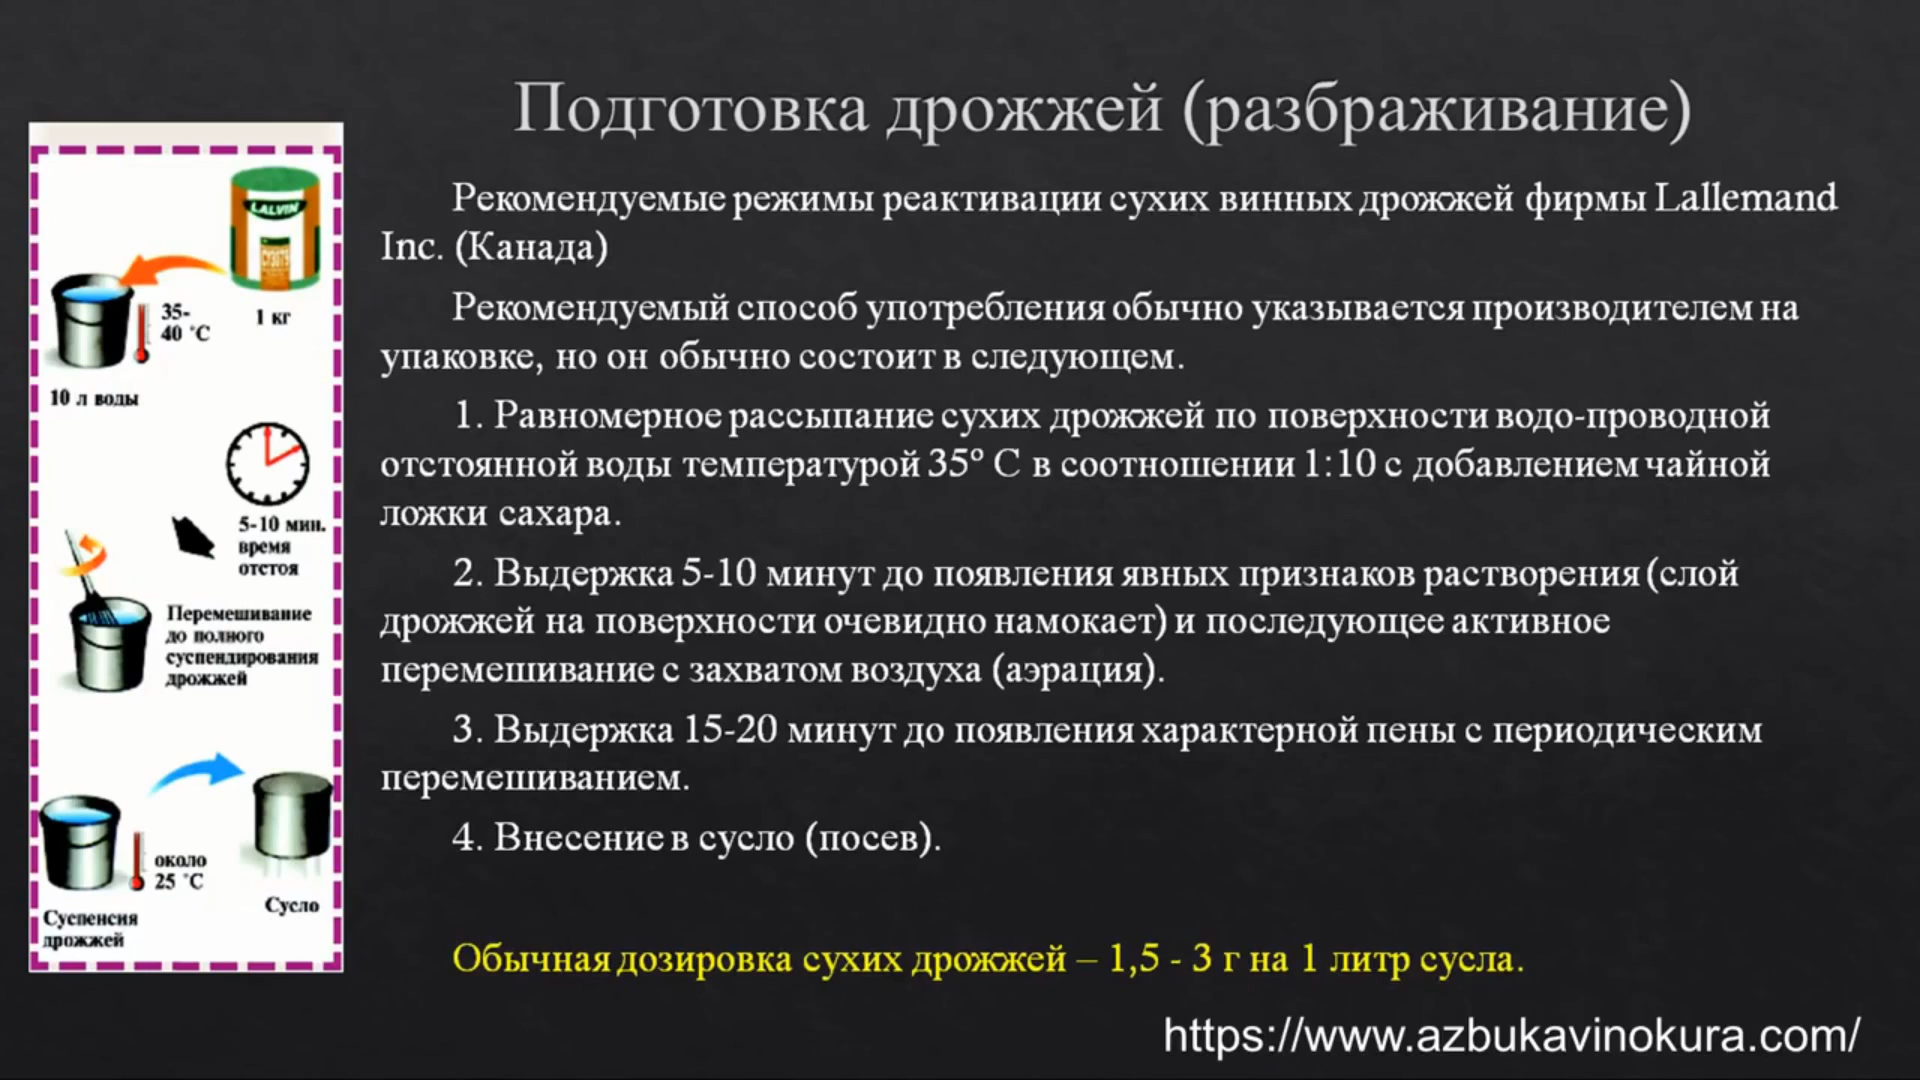 Подготовка дрожжей (разбраживание)
Рекомендуемые режимы реактивации сухих винных дрожжей фирмы Lallemand
Inc. (Канада)
Рекомендуемый способ употребления обычно указывается производителем на
упаковке, но он обычно состоит в следующем.
1. Равномерное рассыпание сухих дрожжей по поверхности водо-проводной
отстоянной воды температурой 35° С в соотношении 1:10 с добавлением чайной
ложки сахара.
2. Выдержка 5-10 минут до появления явных признаков растворения (слой
дрожжей на поверхности очевидно намокает) и последующее активное
перемешивание с захватом воздуха (аэрация).
3. Выдержка 15-20 минут до появления характерной пены с периодическим
перемешиванием.
4. Внесение в сусло (посев).
Обычная дозировка сухих дрожжей – 1,5 - 3 г на 1 литр сусла.
https://www.azbukavinokura.com/
LALVIN
35-
40 °C
1 кг
10 л воды
5-10 мин.
время
отстоя
Перемешивание
до полного
суспендирования
дрожжей
около
25 °C
Сусло
Суспенсия
дрожжей